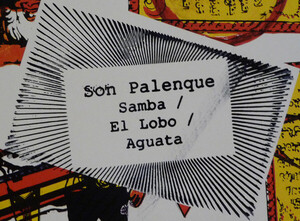 Son Palenque
Samba /
El Lobo /
Aguata